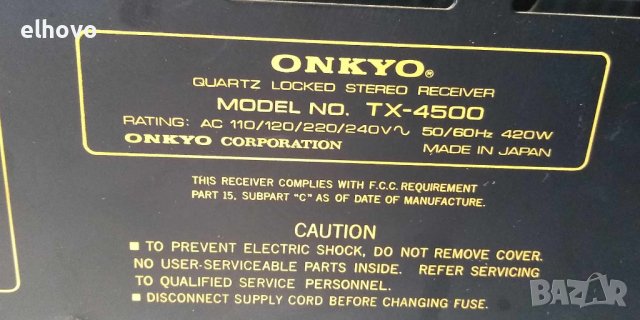 elhovo
ONKYO®
QUARTZ LOCKED STEREO RECEIVER
MODEL NO. TX-4500
RATING: AC 110/120/220/240V∿ 50/60Hz 420W
ONKYO CORPORATION MADE IN JAPAN
THIS RECEIVER COMPLIES WITH F.C.C. REQUIREMENT
PART 15, SUBPART "C" AS OF DATE OF MANUFACTURE.
CAUTION
■ TO PREVENT ELECTRIC SHOCK, DO NOT REMOVE COVER.
NO USER-SERVICEABLE PARTS INSIDE. REFER SERVICING
TO QUALIFIED SERVICE PERSONNEL.
■ DISCONNECT SUPPLY CORD BEFORE CHANGING FUSE.
BAZAR